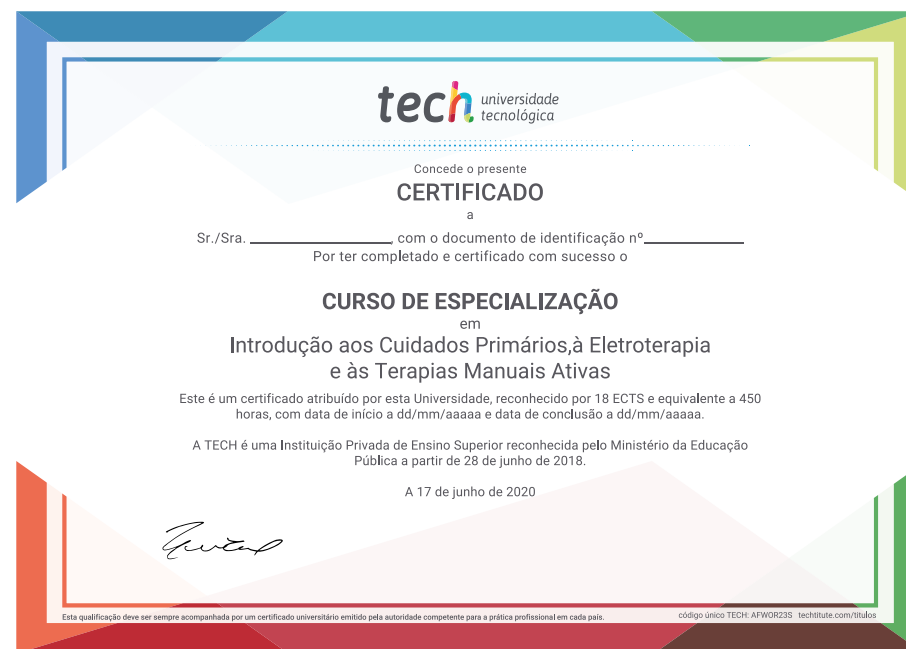 tech universidade
tecnológica
Concede o presente
CERTIFICADO
a
Sr./Sra. ____________________, com o documento de identificação nº______________
Por ter completado e certificado com sucesso o
CURSO DE ESPECIALIZAÇÃO
em
Introdução aos Cuidados Primários,à Eletroterapia
e às Terapias Manuais Ativas
Este é um certificado atribuído por esta Universidade, reconhecido por 18 ECTS e equivalente a 450
horas, com data de início a dd/mm/aaaaa e data de conclusão a dd/mm/aaaaa.
A TECH é uma Instituição Privada de Ensino Superior reconhecida pelo Ministério da Educação
Pública a partir de 28 de junho de 2018.
A 17 de junho de 2020
Esta qualificação deve ser sempre acompanhada por um certificado universitário emitido pela autoridade competente para a prática profissional em cada país.
código único TECH: AFWOR23S techtitute.com/titulos